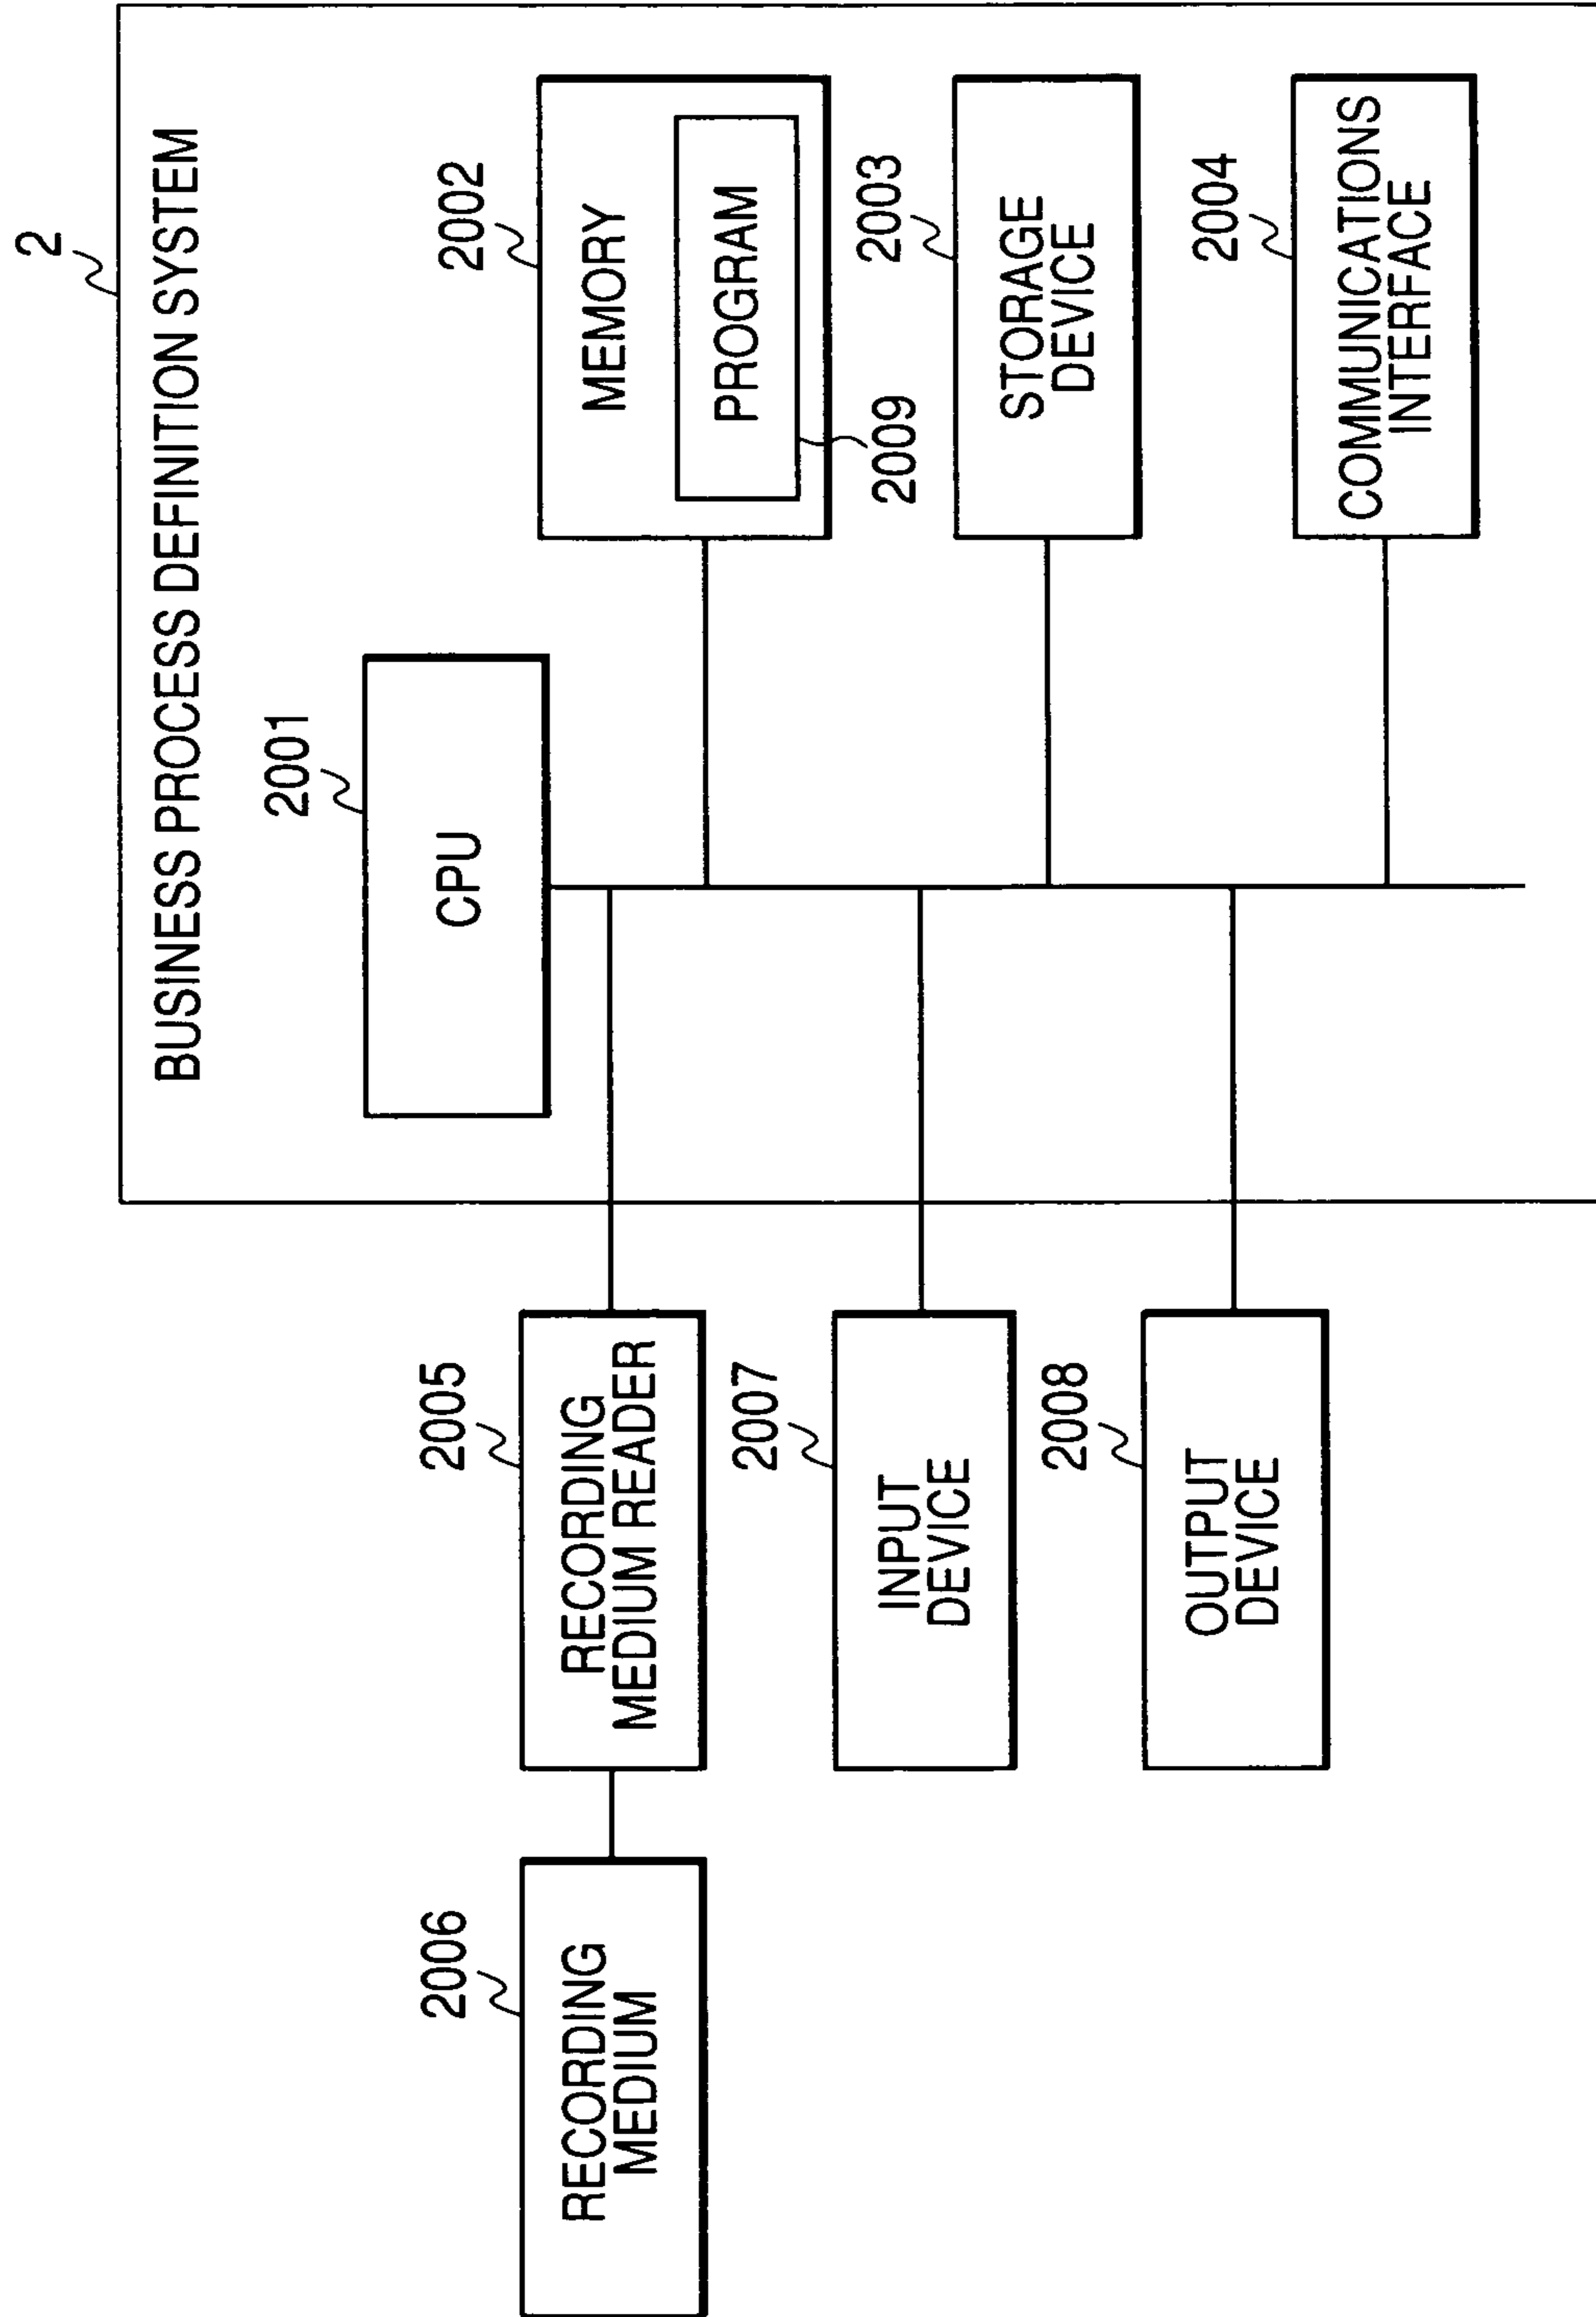 2
BUSINESS PROCESS DEFINITION SYSTEM
2001
CPU
2006
RECORDING
MEDIUM
2005
RECORDING
MEDIUM READER
2002
MEMORY
PROGRAM
2009
2007
INPUT
DEVICE
2003
STORAGE
DEVICE
2008
OUTPUT
DEVICE
2004
COMMUNICATIONS
INTERFACE